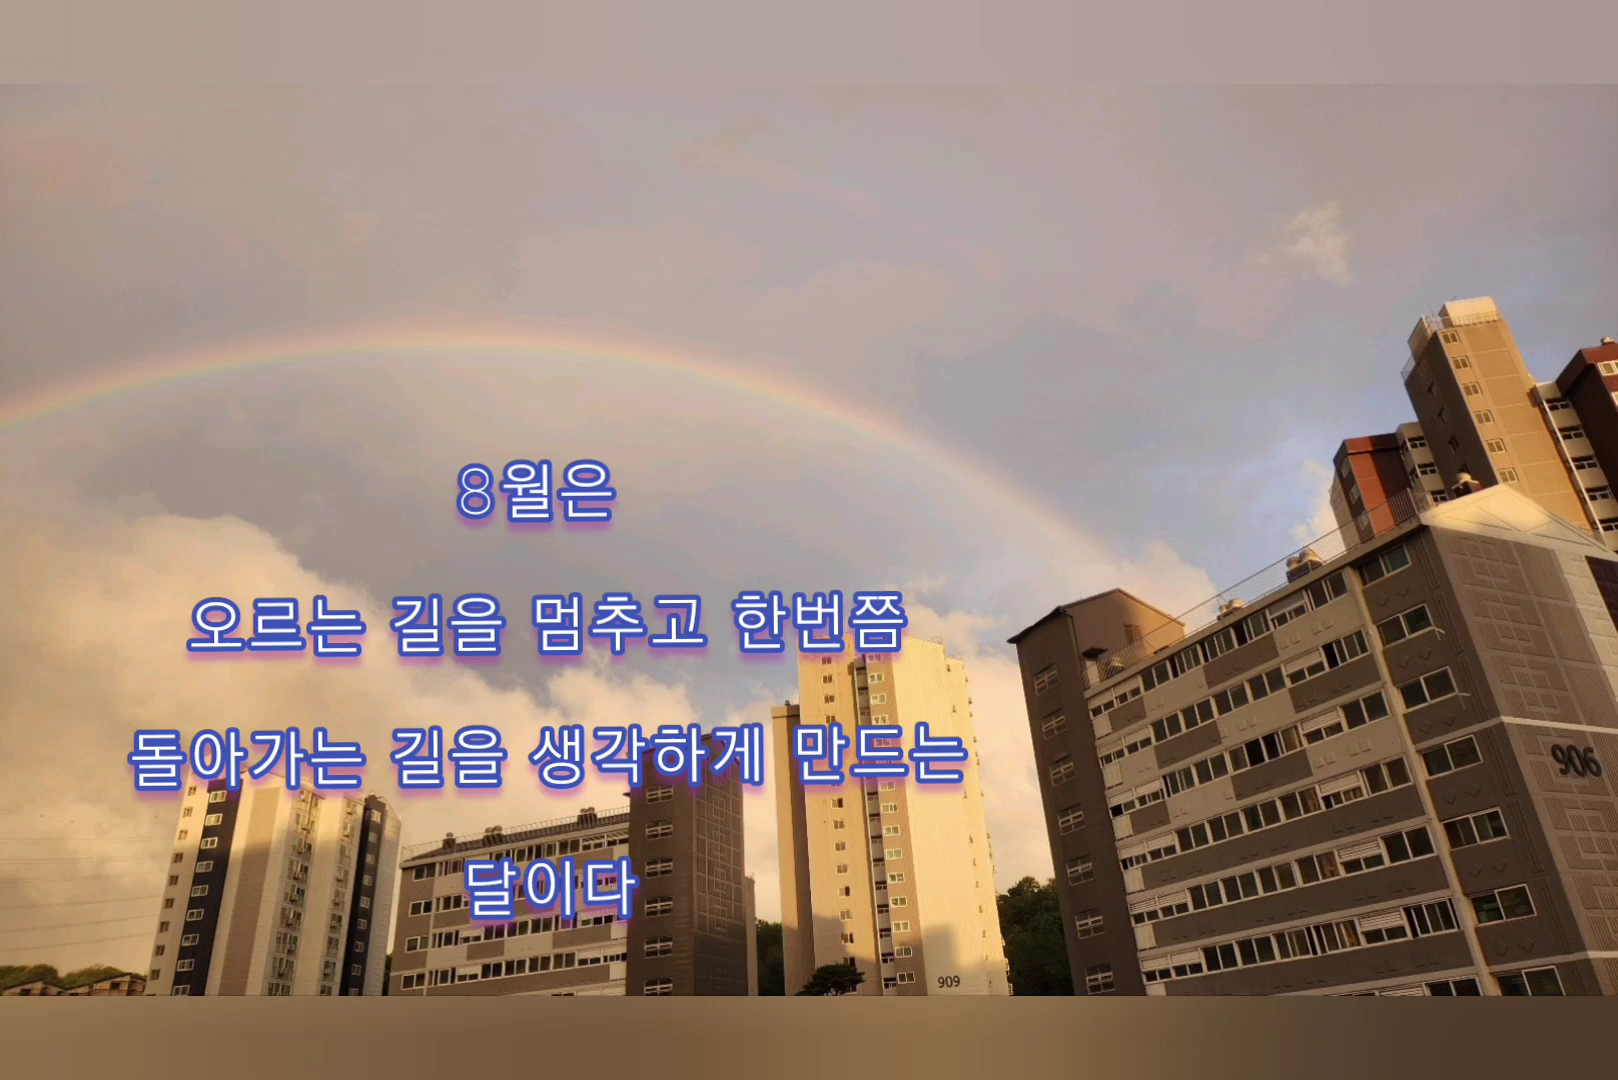 8월은
오르는 길을 멈추고 한번쯤
돌아가는 길을 생각하게 만드는
달이다
906
909